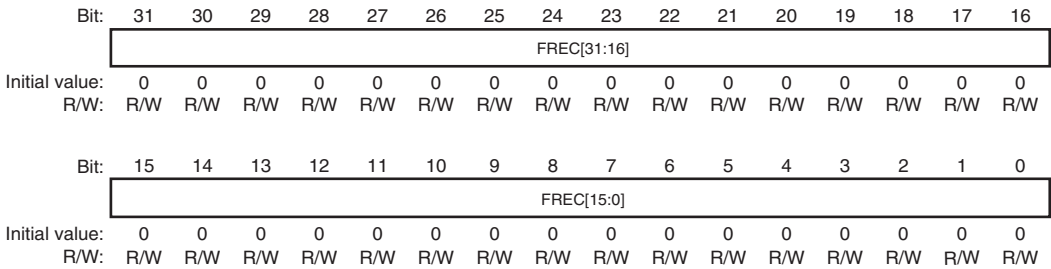 Bit: 31 30 29 28 27 26 25 24 23 22 21 20 19 18 17 16
FREC[31:16]
Initial value: 0 0 0 0 0 0 0 0 0 0 0 0 0 0 0 0
R/W: R/W R/W R/W R/W R/W R/W R/W R/W R/W R/W R/W R/W R/W R/W R/W R/W
Bit: 15 14 13 12 11 10 9 8 7 6 5 4 3 2 1 0
FREC[15:0]
Initial value: 0 0 0 0 0 0 0 0 0 0 0 0 0 0 0 0
R/W: R/W R/W R/W R/W R/W R/W R/W R/W R/W R/W R/W R/W R/W R/W R/W R/W